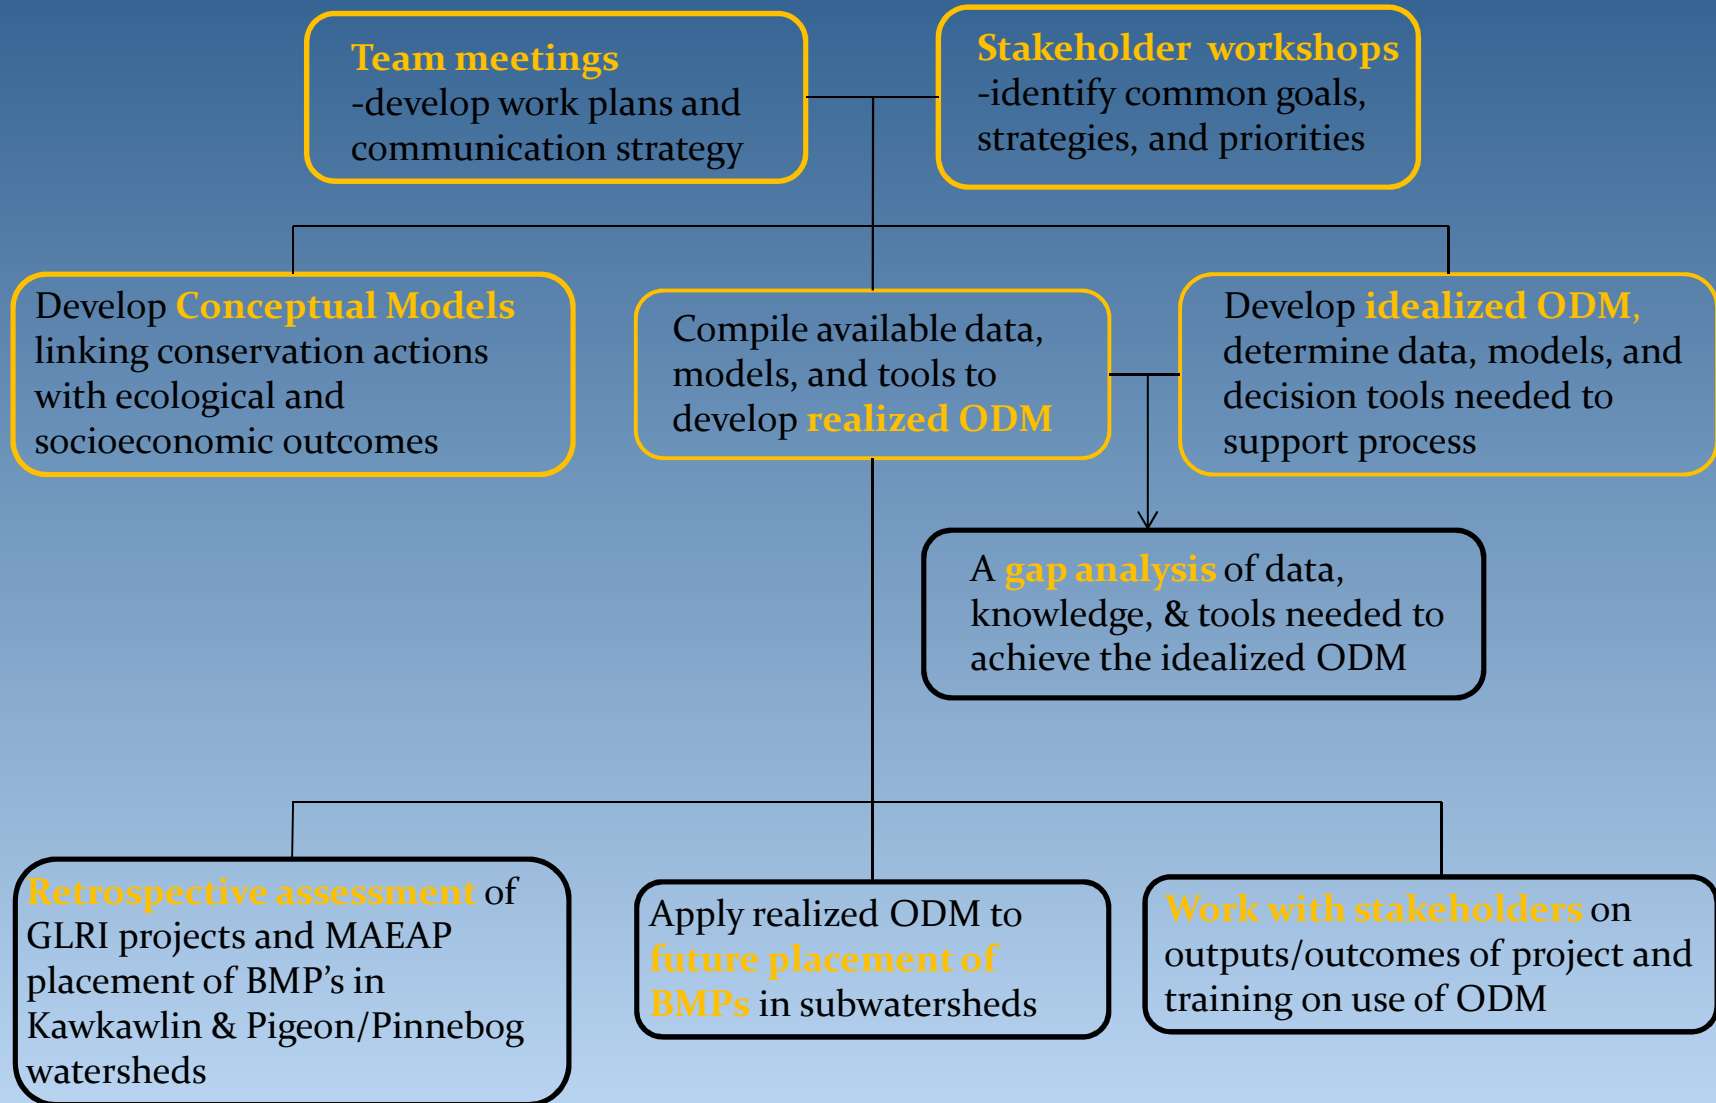 Team meetings
-develop work plans and
communication strategy
Stakeholder workshops
-identify common goals,
strategies, and priorities
Develop Conceptual Models
linking conservation actions
with ecological and
socioeconomic outcomes
Compile available data,
models, and tools to
develop realized ODM
Develop idealized ODM,
determine data, models, and
decision tools needed to
support process
A gap analysis of data,
knowledge, & tools needed to
achieve the idealized ODM
Retrospective assessment of
GLRI projects and MAEAP
placement of BMP’s in
Kawkawlin & Pigeon/Pinnebog
watersheds
Apply realized ODM to
future placement of
BMPs in subwatersheds
Work with stakeholders on
outputs/outcomes of project and
training on use of ODM